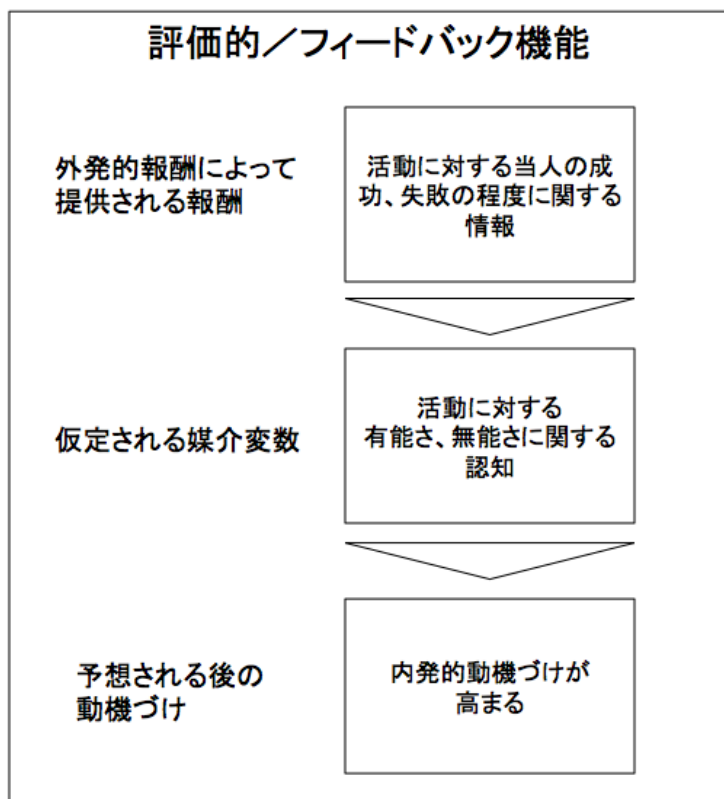 評価的／フィードバック機能
外発的報酬によって
提供される報酬
活動に対する当人の成
功、失敗の程度に関する
情報
仮定される媒介変数
活動に対する
有能さ、無能さに関する
認知
予想される後の
動機づけ
内発的動機づけが
高まる